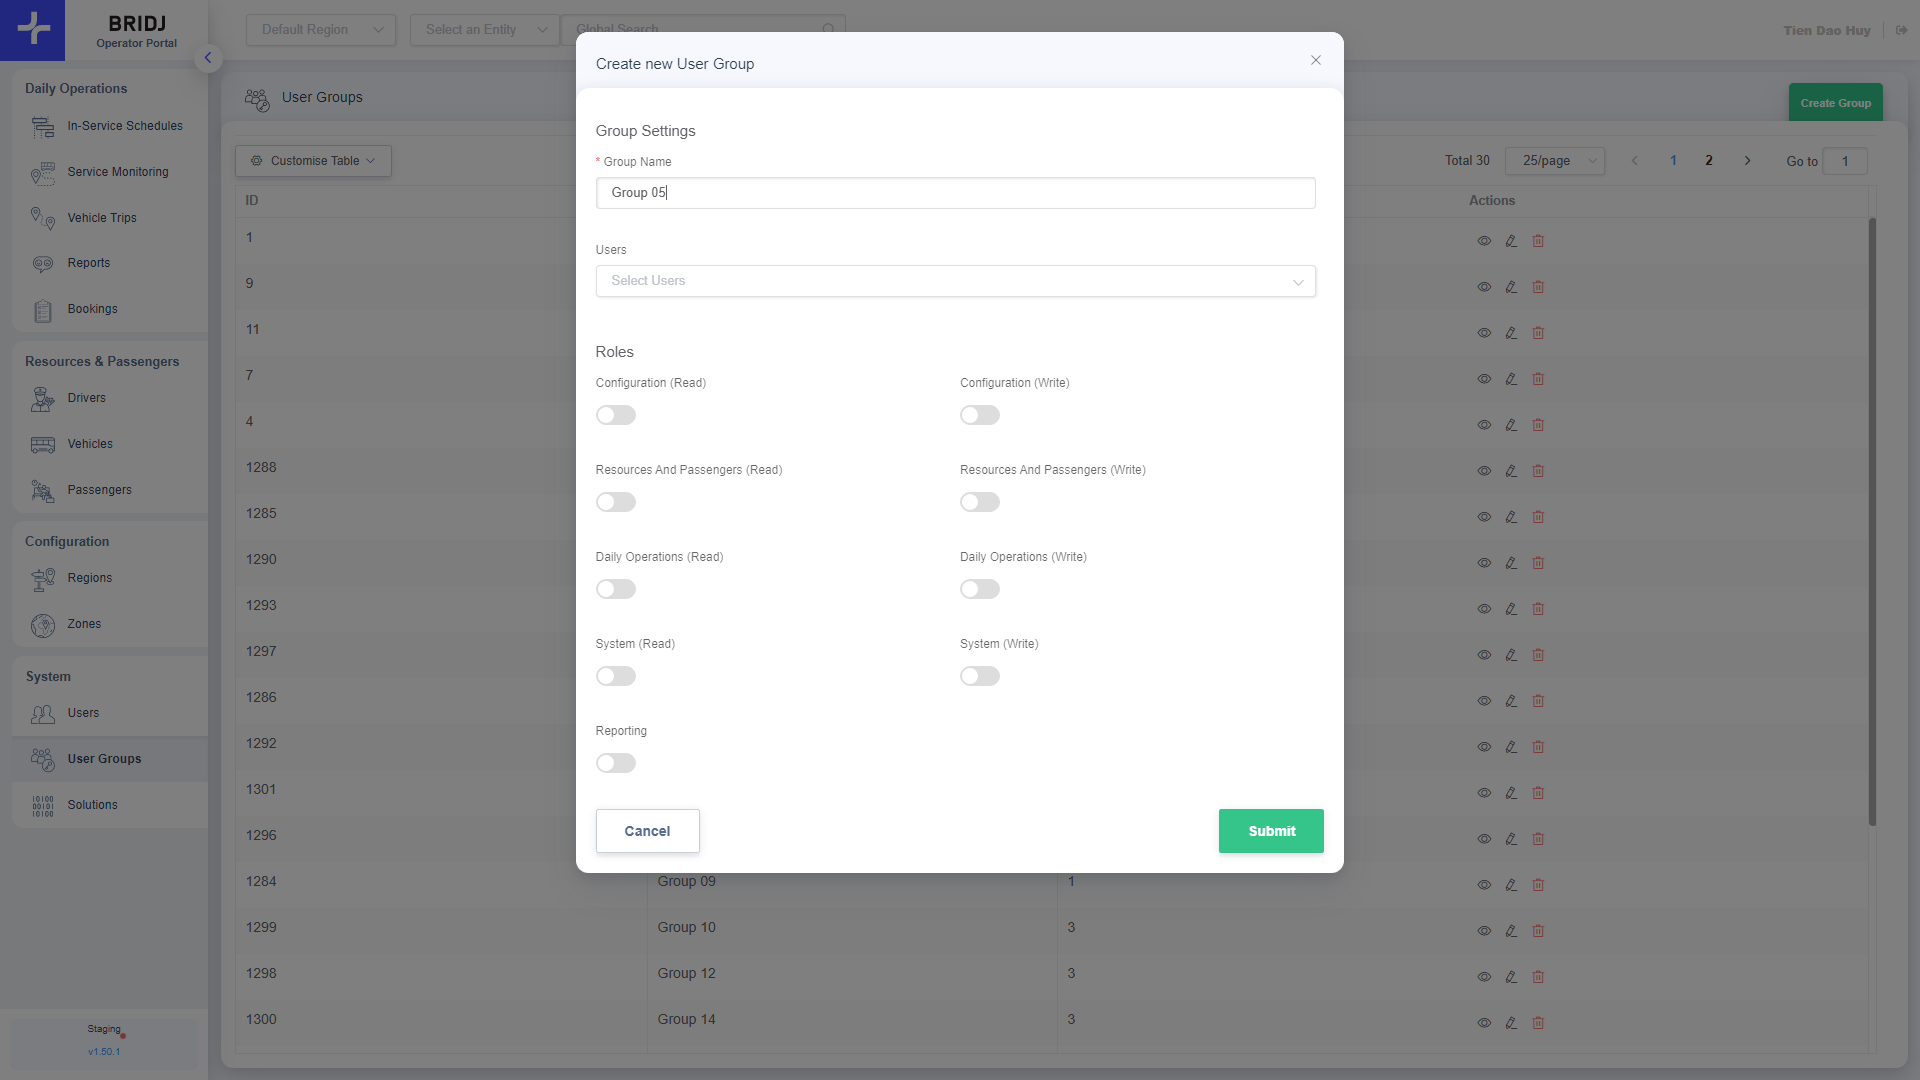 BRIDJ
Operator Portal
Default Region
Select an Entity
Global Search
Tien Dao Huy
Daily Operations
In-Service Schedules
Service Monitoring
Vehicle Trips
Reports
Bookings
Resources & Passengers
Drivers
Vehicles
Passengers
Configuration
Regions
Zones
System
Users
User Groups
Solutions
Staging
v1.50.1
User Groups
Create Group
Customise Table
Total 30
25/page
1
2
Go to
1
ID
Actions
1
9
11
7
4
1288
1285
1290
1293
1297
1286
1292
1301
1296
1284 Group 09 1
1299 Group 10 3
1298 Group 12 3
1300 Group 14 3
Create new User Group
Group Settings
* Group Name
Group 05
Users
Select Users
Roles
Configuration (Read)
Configuration (Write)
Resources And Passengers (Read)
Resources And Passengers (Write)
Daily Operations (Read)
Daily Operations (Write)
System (Read)
System (Write)
Reporting
Cancel
Submit